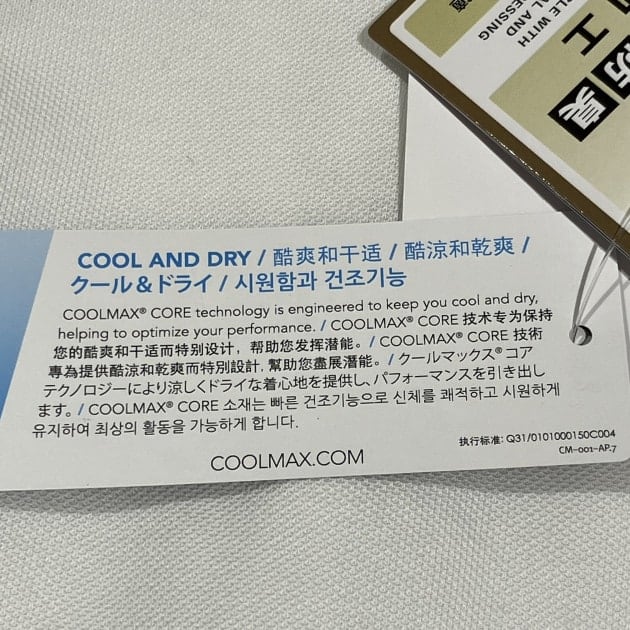 PLE WITH
AL AND
ESSING
工
防臭
COOL AND DRY / 酷爽和干适 / 酷涼和乾爽 /
クール＆ドライ / 시원함과 건조기능
COOLMAX® CORE technology is engineered to keep you cool and dry,
helping to optimize your performance. / COOLMAX® CORE 技术专为保持
您的酷爽和干适而特别设计，帮助您发挥潜能。/ COOLMAX® CORE 技術
專為提供酷涼和乾爽而特別設計，幫助您盡展潛能。/ クールマックス® コア
テクノロジーにより涼しくドライな着心地を提供し、パフォーマンスを引き出し
ます。/ COOLMAX® CORE 소재는 빠른 건조기능으로 신체를 쾌적하고 시원하게
유지하여 최상의 활동을 가능하게 합니다.
执行标准: Q31/0101000150C004
CM-001-AP.7
COOLMAX.COM